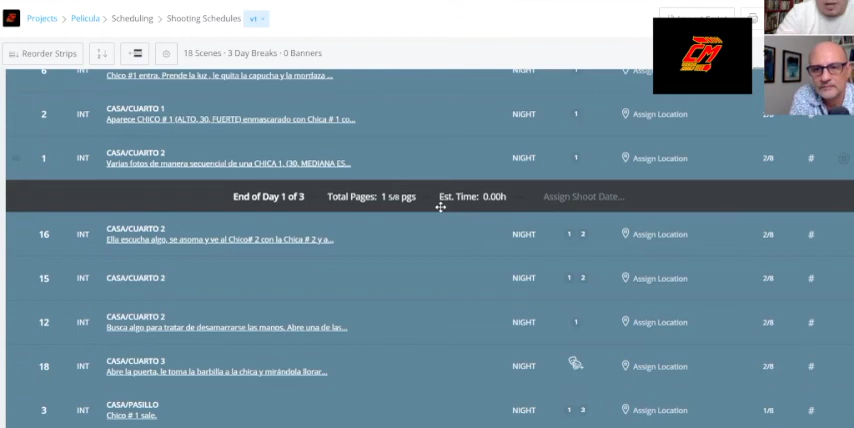 Projects > Pelicula > Scheduling > Shooting Schedules v1
Reorder Strips 18 Scenes · 3 Day Breaks · 0 Banners
CM
6 INT Chico #1 entra. Prende la luz , le quita la capucha y la mordaza ... NIGHT 1
2 INT CASA/CUARTO 1 NIGHT 1 Assign Location
Aparece CHICO # 1 (ALTO, 30, FUERTE) enmascarado con Chica # 1 co...
1 INT CASA/CUARTO 2 NIGHT 1 Assign Location 2/8 #
Varias fotos de manera secuencial de una CHICA 1, (30, MEDIANA ES...
End of Day 1 of 3 Total Pages: 1 5/8 pgs Est. Time: 0.00h Assign Shoot Date...
16 INT CASA/CUARTO 2 NIGHT 1 2 Assign Location 2/8 #
Ella escucha algo, se asoma y ve al Chico# 2 con la Chica # 2 y a...
15 INT CASA/CUARTO 2 NIGHT 1 2 Assign Location 2/8 #
12 INT CASA/CUARTO 2 NIGHT 1 Assign Location 2/8 #
Busca algo para tratar de desamarrarse las manos. Abre una de las...
18 INT CASA/CUARTO 3 NIGHT Assign Location 2/8 #
Abre la puerta, le toma la barbilla a la chica y mirándola llorar...
3 INT CASA/PASILLO NIGHT 1 3 Assign Location 1/8 #
Chico # 1 sale.